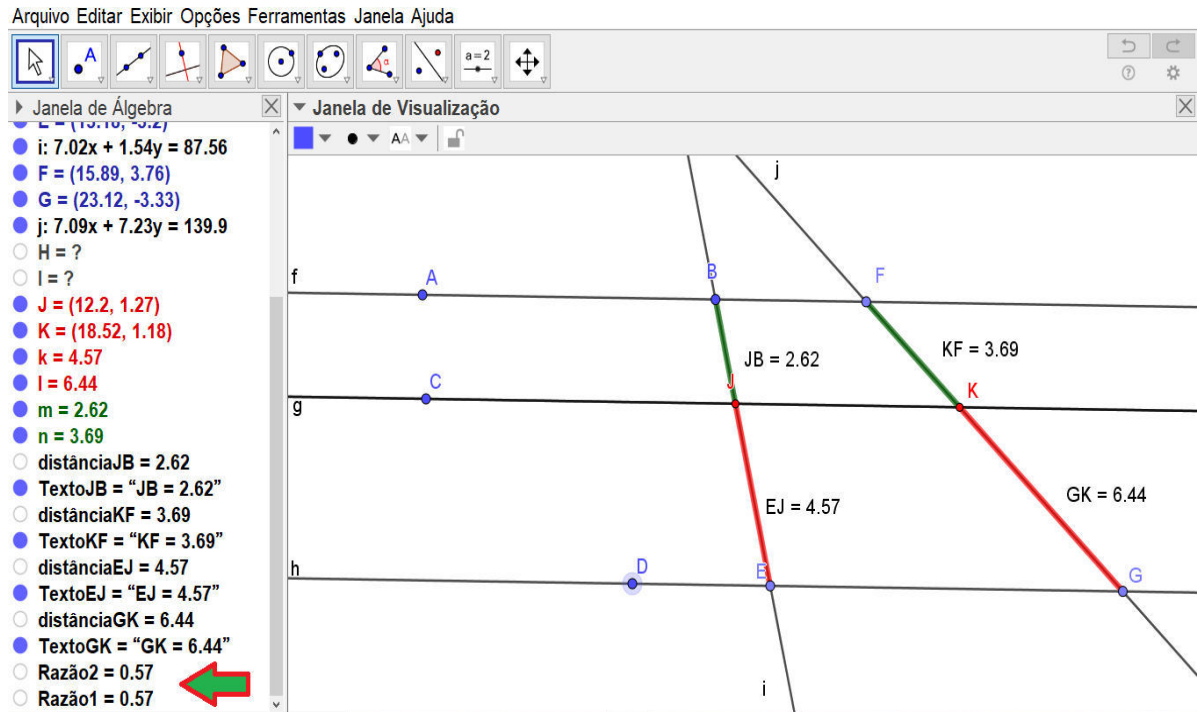 Arquivo Editar Exibir Opções Ferramentas Janela Ajuda
A
α
a=2
Janela de Álgebra
Janela de Visualização
AA
i: 7.02x + 1.54y = 87.56
F = (15.89, 3.76)
G = (23.12, -3.33)
j: 7.09x + 7.23y = 139.9
H = ?
I = ?
J = (12.2, 1.27)
K = (18.52, 1.18)
k = 4.57
l = 6.44
m = 2.62
n = 3.69
distânciaJB = 2.62
TextoJB = “JB = 2.62”
distânciaKF = 3.69
TextoKF = “KF = 3.69”
distânciaEJ = 4.57
TextoEJ = “EJ = 4.57”
distânciaGK = 6.44
TextoGK = “GK = 6.44”
Razão2 = 0.57
Razão1 = 0.57
j
f
A
B
F
JB = 2.62
KF = 3.69
C
J
K
g
EJ = 4.57
GK = 6.44
h
D
E
G
i